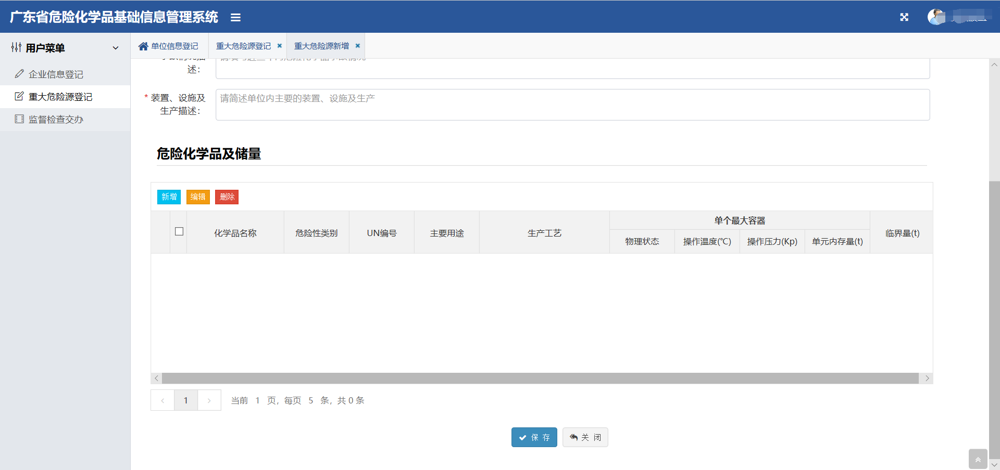 广东省危险化学品基础信息管理系统
用户菜单
企业信息登记
重大危险源登记
监督检查交办
单位信息登记
重大危险源登记
重大危险源新增
述：
* 装置、设施及
生产描述：
请简述单位内主要的装置、设施及生产
危险化学品及储量
新增
编辑
删除
化学品名称
危险性类别
UN编号
主要用途
生产工艺
单个最大容器
物理状态
操作温度(℃)
操作压力(Kp)
单元内存量(t)
临界量(t)
1
当前 1 页，每页 5 条，共 0 条
保 存
关 闭